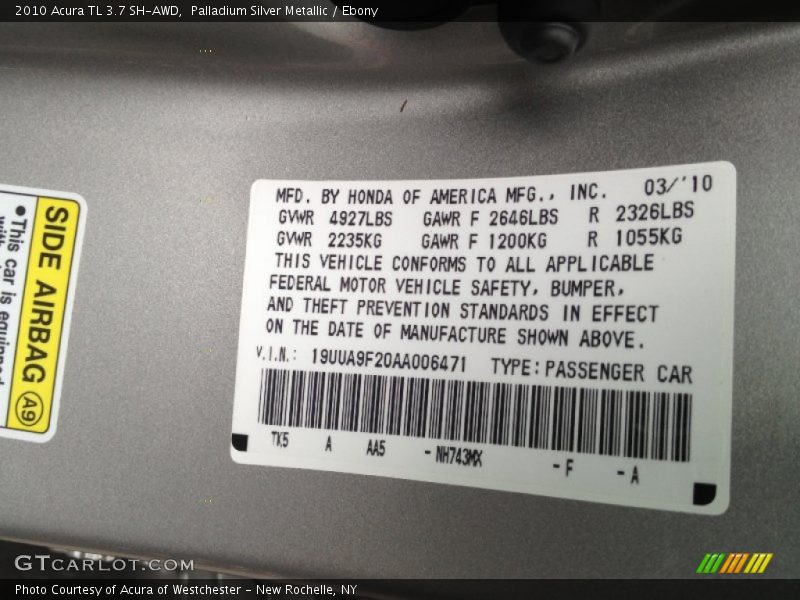 2010 Acura TL 3.7 SH-AWD, Palladium Silver Metallic / Ebony
MFD. BY HONDA OF AMERICA MFG., INC. 03/'10
GVWR 4927LBS GAWR F 2646LBS R 2326LBS
GVWR 2235KG GAWR F 1200KG R 1055KG
THIS VEHICLE CONFORMS TO ALL APPLICABLE
FEDERAL MOTOR VEHICLE SAFETY, BUMPER,
AND THEFT PREVENTION STANDARDS IN EFFECT
ON THE DATE OF MANUFACTURE SHOWN ABOVE.
V.I.N.: 19UUA9F20AA006471 TYPE:PASSENGER CAR
TK5 A AA5 -NH743MX -F -A
SIDE AIRBAG A9
•This car is equipped
with
GTCARLOT.COM
Photo Courtesy of Acura of Westchester - New Rochelle, NY